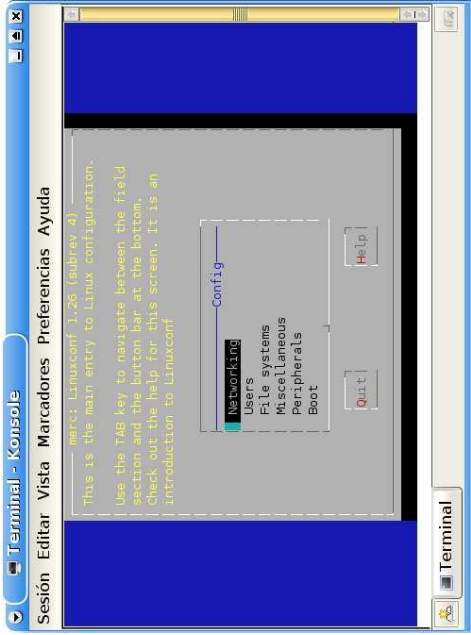 Terminal - Konsole
Sesión Editar Vista Marcadores Preferencias Ayuda
merc: Linuxconf 1.26 (subrev 4)
This is the main entry to Linux configuration.
Use the TAB key to navigate between the field
section and the button bar at the bottom.
Check out the help for this screen. It is an
introduction to Linuxconf
Config
Networking
Users
File systems
Miscellaneous
Peripherals
Boot
Quit
Help
Terminal